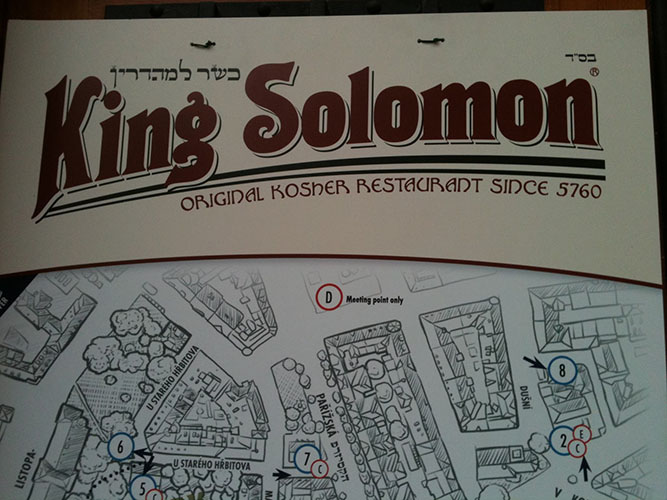 בס״ד
כשר למהדרין
King Solomon®
ORIGINAL KOSHER RESTAURANT SINCE 5760
D Meeting point only
U STARÉHO HŘBITOVA
PAŘÍŽSKÁ
DUŠNÍ
8
2 E C
6
U STARÉHO HŘBITOVA
7 C
5
LISTOPA-